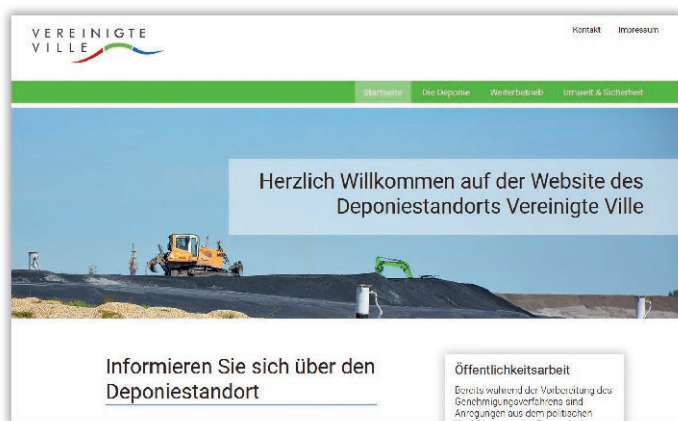 VEREINIGTE
VILLE
Kontakt Impressum
Startseite Die Deponie Weiterbetrieb Umwelt & Sicherheit
Herzlich Willkommen auf der Website des
Deponiestandorts Vereinigte Ville
Informieren Sie sich über den
Deponiestandort
Öffentlichkeitsarbeit
Bereits während der Vorbereitung des
Genehmigungsverfahrens sind
Anregungen aus dem politischen